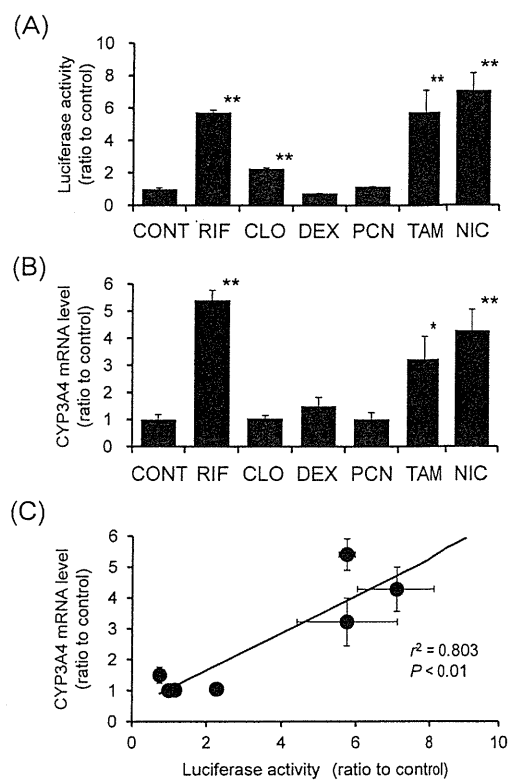 (A)
Luciferase activity
(ratio to control)
10
8
6
4
2
0
**
**
**
**
CONT RIF CLO DEX PCN TAM NIC
(B)
CYP3A4 mRNA level
(ratio to control)
6
5
4
3
2
1
0
**
*
**
CONT RIF CLO DEX PCN TAM NIC
(C)
CYP3A4 mRNA level
(ratio to control)
6
5
4
3
2
1
0
r² = 0.803
P < 0.01
0 2 4 6 8 10
Luciferase activity (ratio to control)